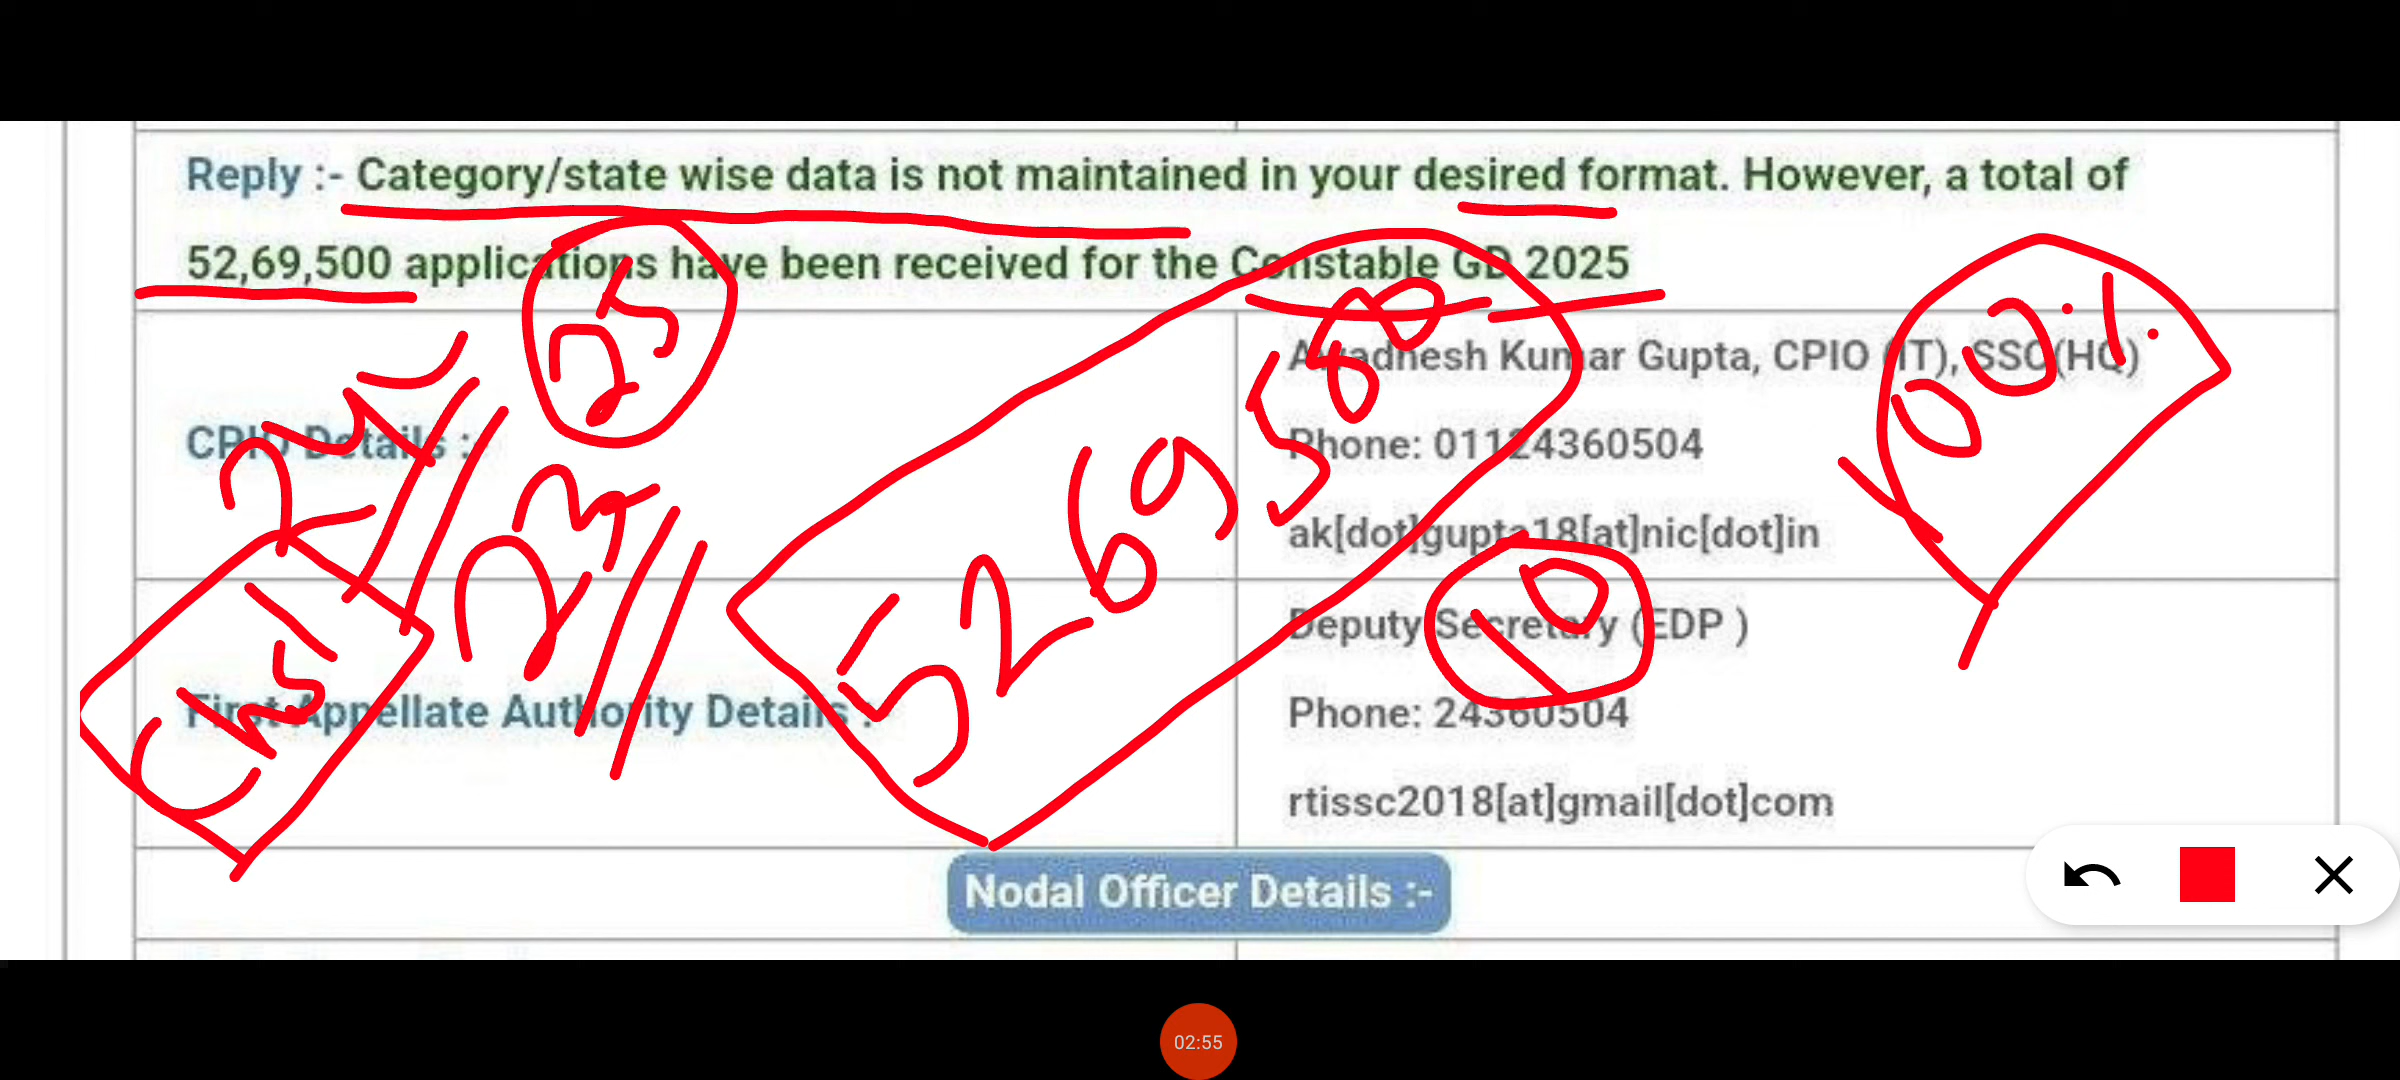 Reply :- Category/state wise data is not maintained in your desired format. However, a total of
52,69,500 applications have been received for the Constable GD 2025
25
CPIO Details :
Awadhesh Kumar Gupta, CPIO (IT), SSC(HQ)
Phone: 01124360504
ak[dot]gupta18[at]nic[dot]in
100%
24
23
5269500
10
Chsl
First Appellate Authority Details :
Deputy Secretary (EDP )
Phone: 24360504
rtissc2018[at]gmail[dot]com
Nodal Officer Details :-
02:55